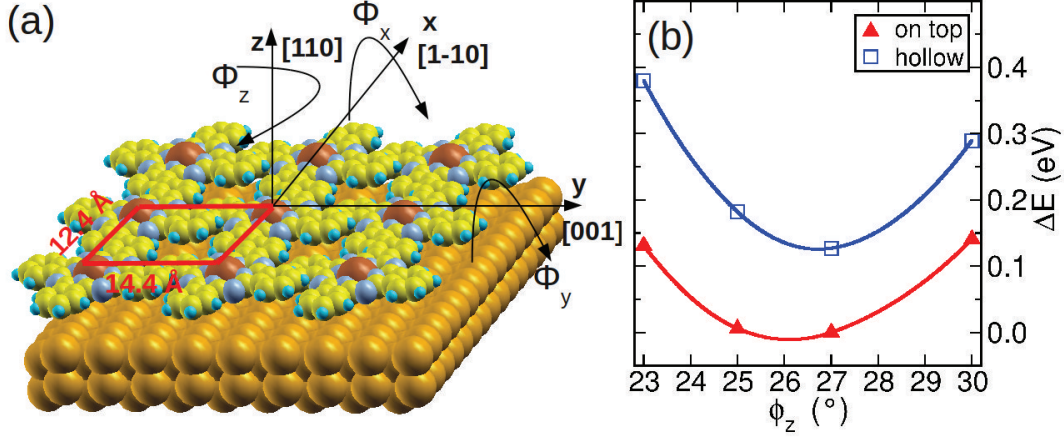 (a)
Φx
x
[1-10]
z
[110]
Φz
y
[001]
12.4 Å
14.4 Å
Φy
(b)
on top
hollow
0.4
0.3
0.2
0.1
0.0
ΔE (eV)
23 24 25 26 27 28 29 30
ϕz (°)